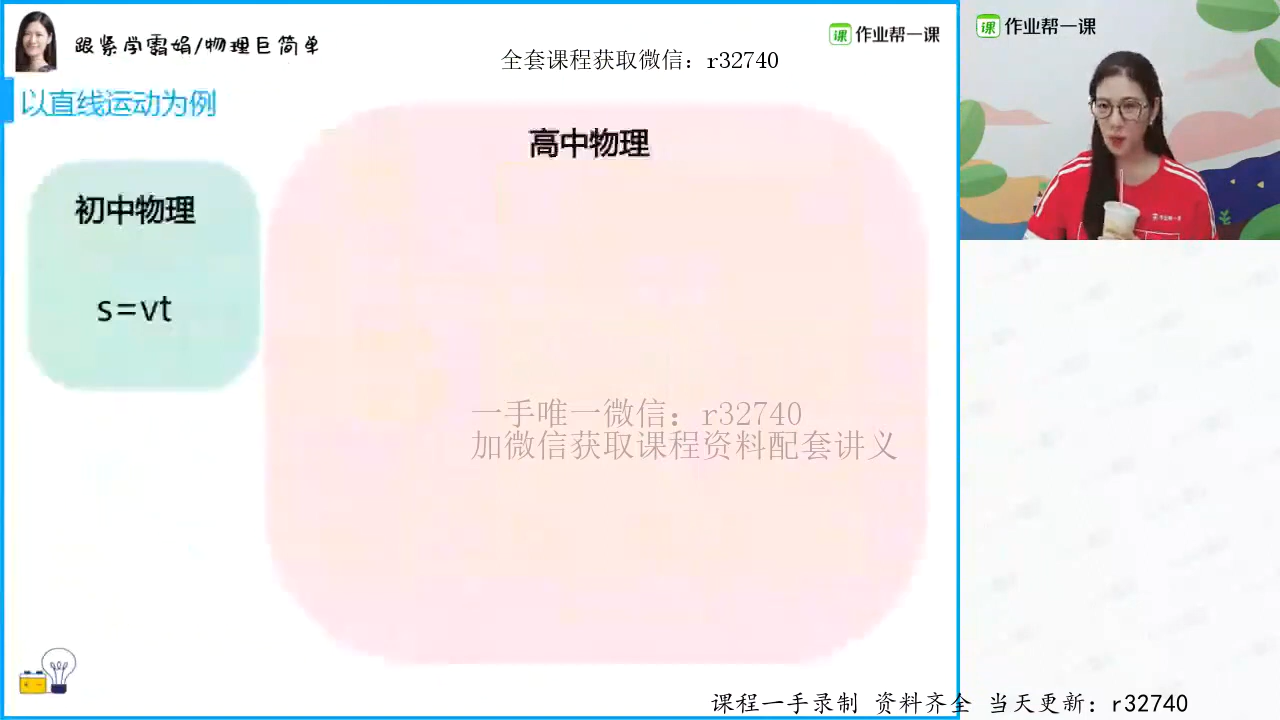 跟紧学霸娟/物理巨简单
作业帮一课
作业帮一课
全套课程获取微信：r32740
以直线运动为例
高中物理
初中物理
s=vt
一手唯一微信：r32740
加微信获取课程资料配套讲义
课程一手录制 资料齐全 当天更新：r32740